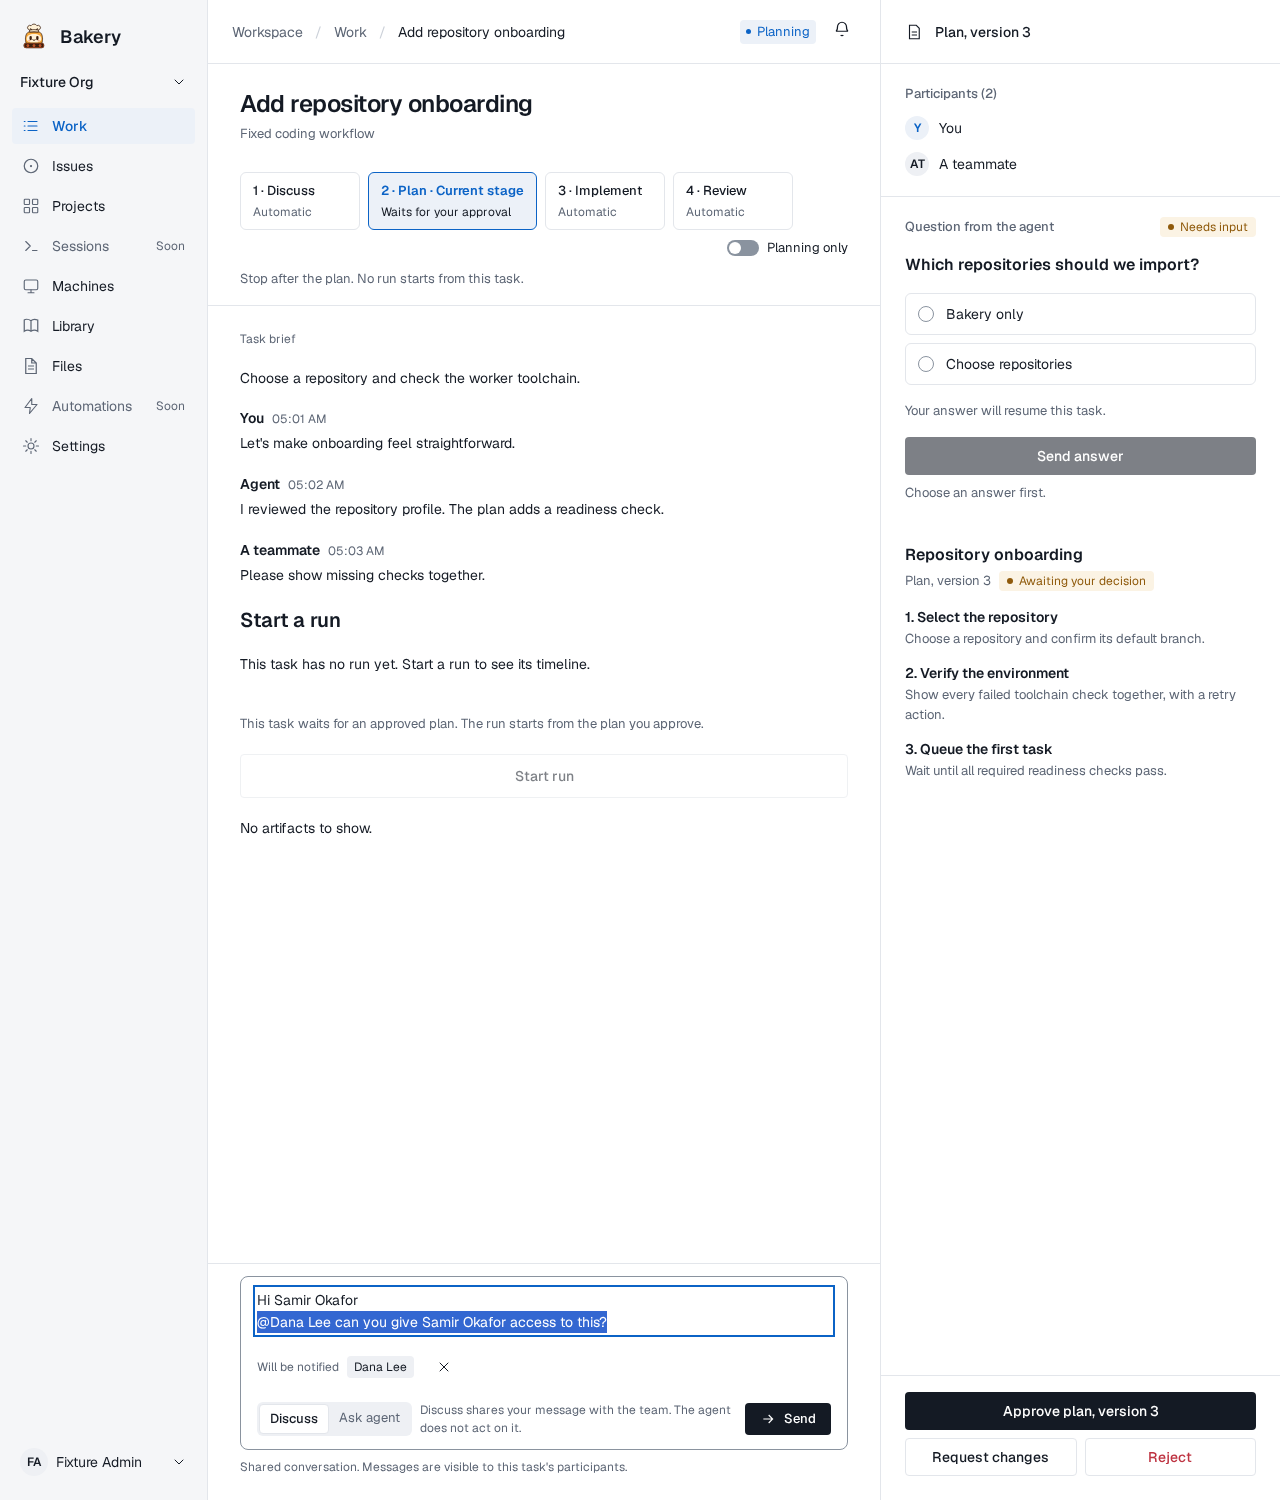 Bakery
Fixture Org
Work
Issues
Projects
Sessions Soon
Machines
Library
Files
Automations Soon
Settings
FA Fixture Admin
Workspace / Work / Add repository onboarding
Planning
Add repository onboarding
Fixed coding workflow
1 · Discuss
Automatic
2 · Plan · Current stage
Waits for your approval
3 · Implement
Automatic
4 · Review
Automatic
Planning only
Stop after the plan. No run starts from this task.
Task brief
Choose a repository and check the worker toolchain.
You 05:01 AM
Let's make onboarding feel straightforward.
Agent 05:02 AM
I reviewed the repository profile. The plan adds a readiness check.
A teammate 05:03 AM
Please show missing checks together.
Start a run
This task has no run yet. Start a run to see its timeline.
This task waits for an approved plan. The run starts from the plan you approve.
Start run
No artifacts to show.
Hi Samir Okafor
@Dana Lee can you give Samir Okafor access to this?
Will be notified Dana Lee
Discuss Ask agent
Discuss shares your message with the team. The agent
does not act on it.
Send
Shared conversation. Messages are visible to this task's participants.
Plan, version 3
Participants (2)
Y You
AT A teammate
Question from the agent Needs input
Which repositories should we import?
Bakery only
Choose repositories
Your answer will resume this task.
Send answer
Choose an answer first.
Repository onboarding
Plan, version 3 Awaiting your decision
1. Select the repository
Choose a repository and confirm its default branch.
2. Verify the environment
Show every failed toolchain check together, with a retry
action.
3. Queue the first task
Wait until all required readiness checks pass.
Approve plan, version 3
Request changes
Reject